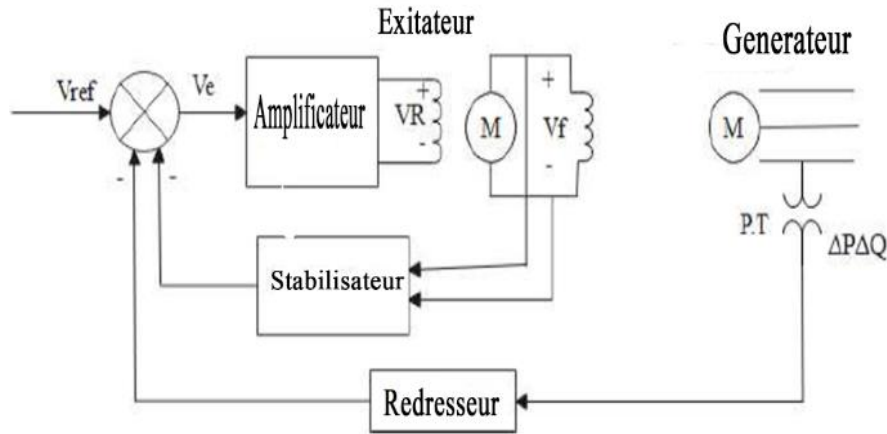 Exitateur
Generateur
Vref
Ve
Amplificateur
+
VR
-
M
+
Vf
-
M
-
-
P.T
ΔPΔQ
Stabilisateur
Redresseur